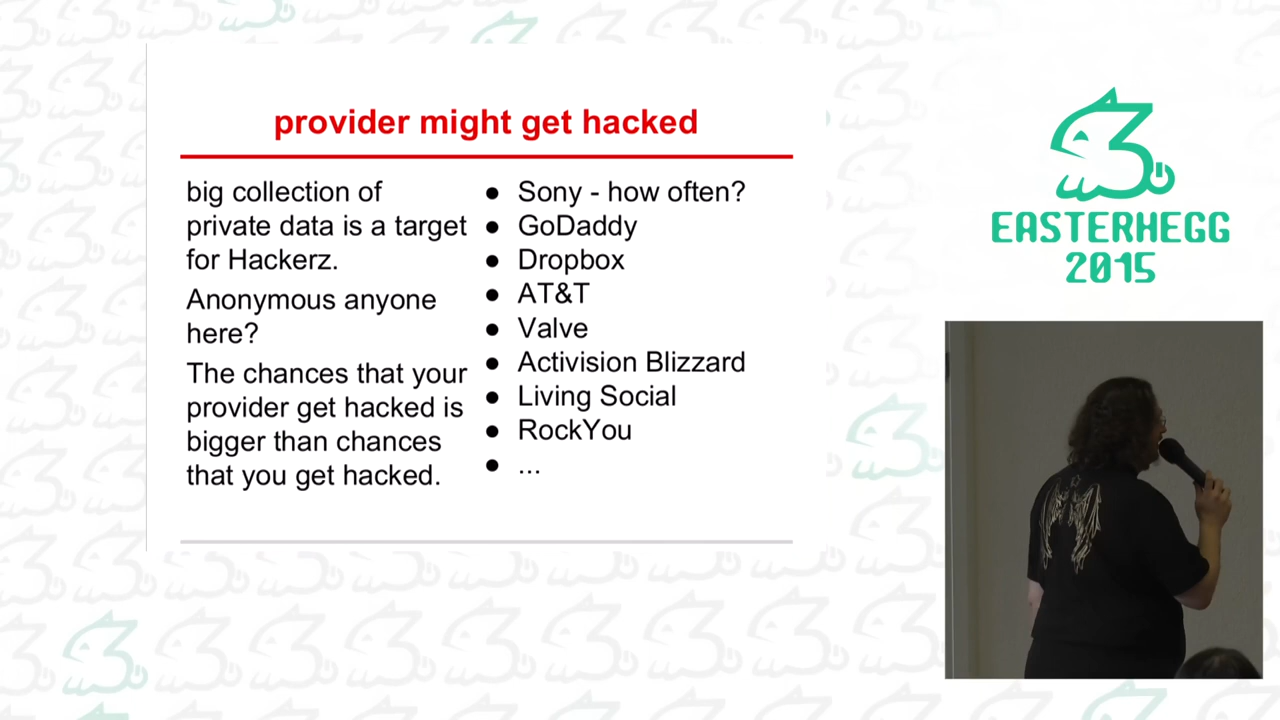 provider might get hacked
big collection of
private data is a target
for Hackerz.
Anonymous anyone
here?
The chances that your
provider get hacked is
bigger than chances
that you get hacked.
● Sony - how often?
● GoDaddy
● Dropbox
● AT&T
● Valve
● Activision Blizzard
● Living Social
● RockYou
● ...
EASTERHEGG
2015